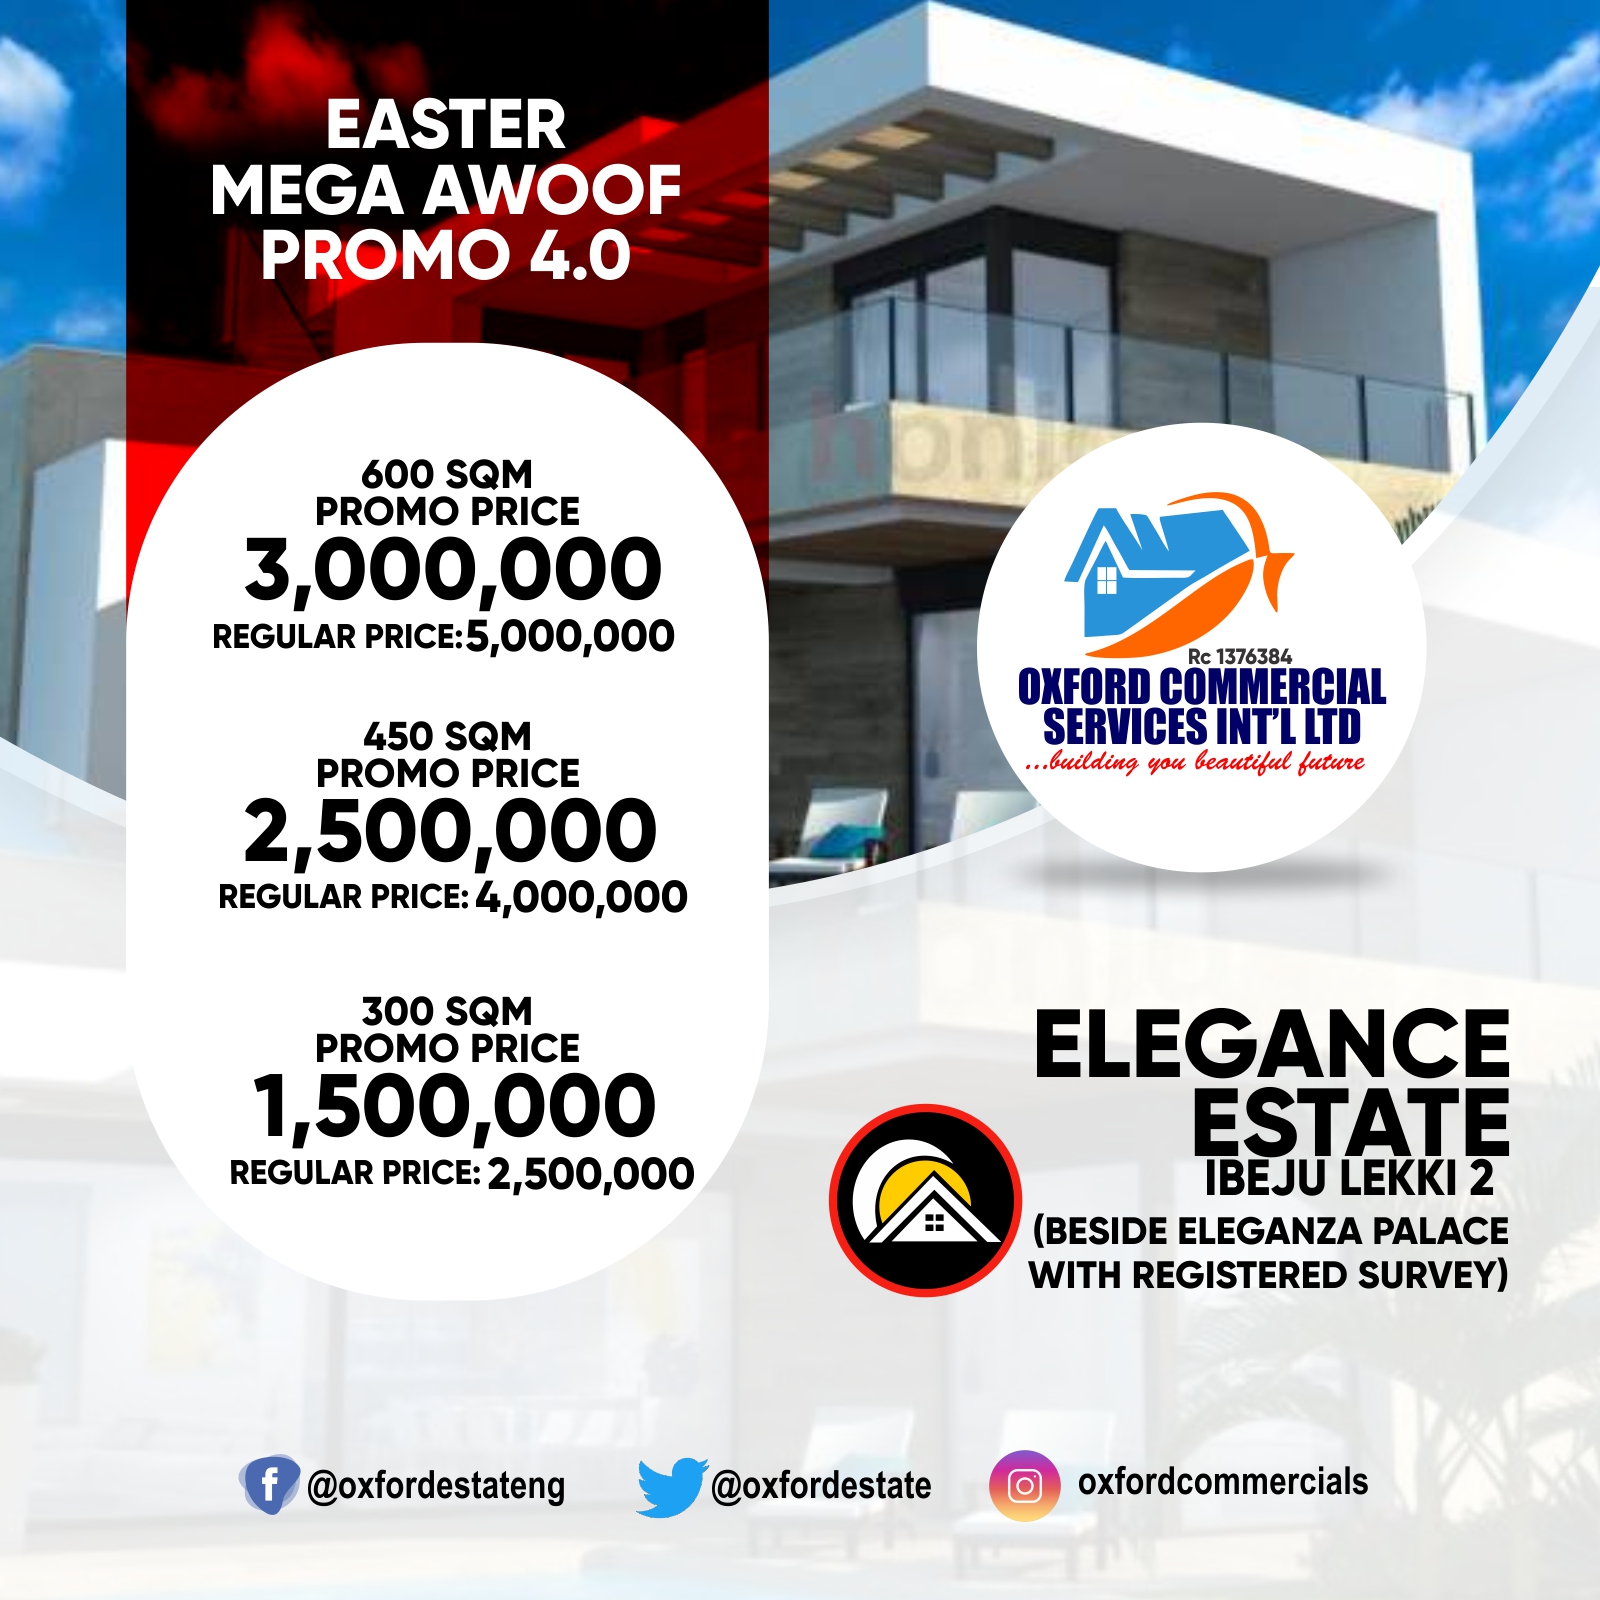 EASTER
MEGA AWOOF
PROMO 4.0
600 SQM
PROMO PRICE
3,000,000
REGULAR PRICE: 5,000,000
450 SQM
PROMO PRICE
2,500,000
REGULAR PRICE: 4,000,000
300 SQM
PROMO PRICE
1,500,000
REGULAR PRICE: 2,500,000
Rc 1376384
OXFORD COMMERCIAL
SERVICES INT'L LTD
...building you beautiful future
ELEGANCE
ESTATE
IBEJU LEKKI 2
(BESIDE ELEGANZA PALACE
WITH REGISTERED SURVEY)
@oxfordestateng
@oxfordestate
oxfordcommercials